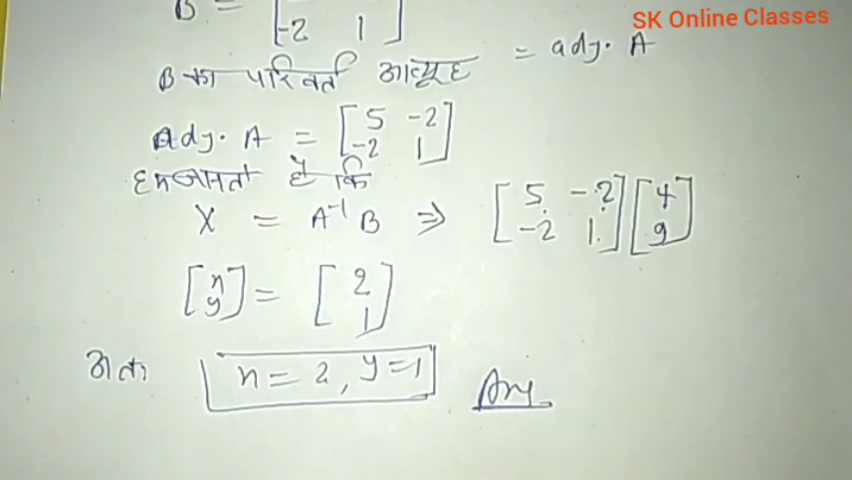 SK Online Classes
B = [
-2 1 ]
B का परिवर्त आव्यूह = adj. A
adj. A = [ 5 -2
-2 1 ]
हम जानते है कि
X = A⁻¹ B ⇒ [ 5 -2
-2 1 ] [ 4
9 ]
[ x
y ] = [ 2
1 ]
अतः x = 2, y = 1 Ans